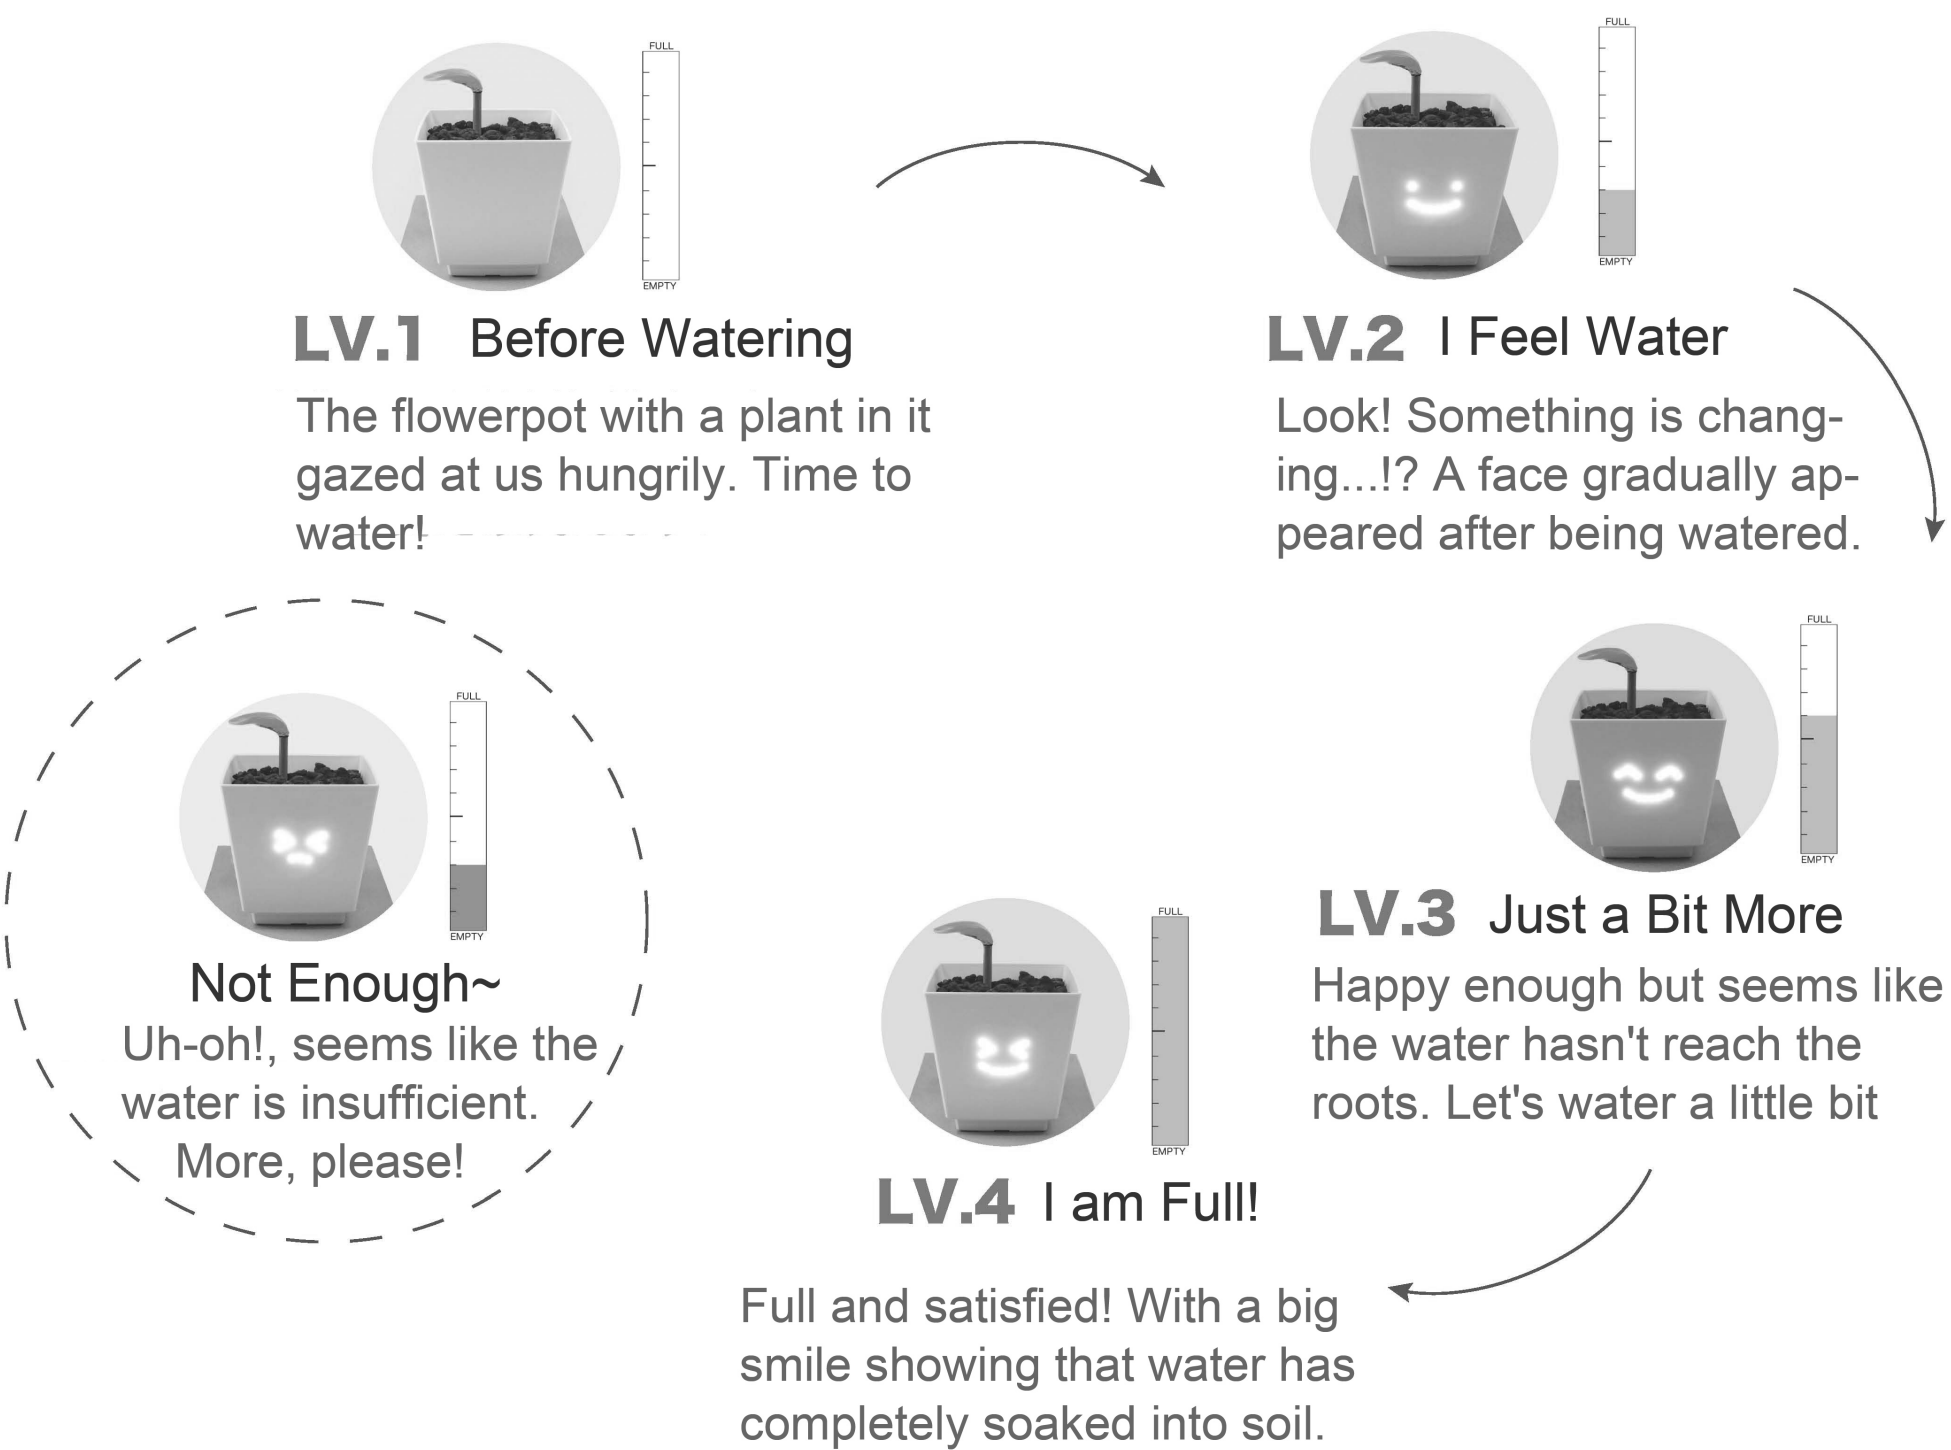 FULL
EMPTY
LV.1 Before Watering
The flowerpot with a plant in it
gazed at us hungrily. Time to
water!
FULL
EMPTY
LV.2 I Feel Water
Look! Something is chang-
ing...!? A face gradually ap-
peared after being watered.
FULL
EMPTY
LV.3 Just a Bit More
Happy enough but seems like
the water hasn't reach the
roots. Let's water a little bit
FULL
EMPTY
LV.4 I am Full!
Full and satisfied! With a big
smile showing that water has
completely soaked into soil.
FULL
EMPTY
Not Enough~
Uh-oh!, seems like the
water is insufficient.
More, please!